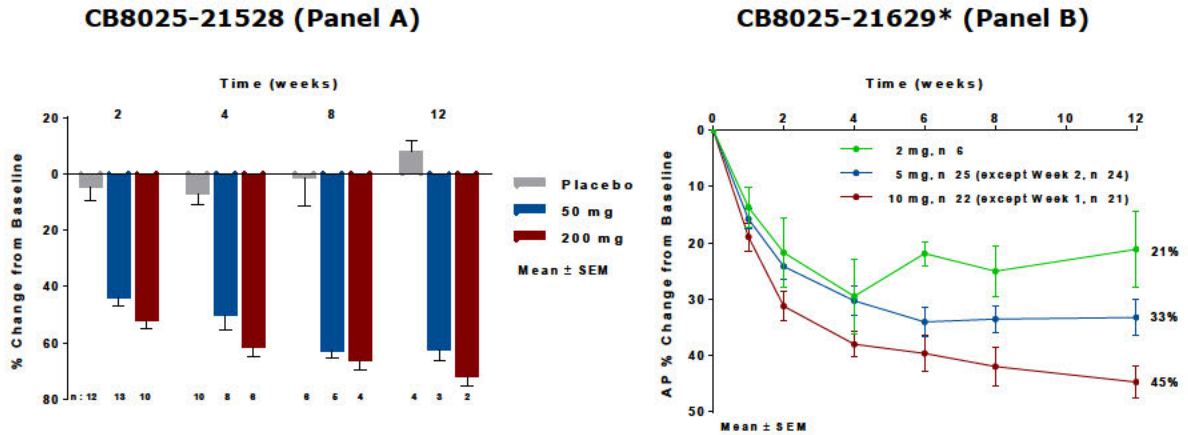 CB8025-21528 (Panel A)
Time (weeks)
2 4 8 12
20
0
20
40
60
80
% Change from Baseline
n: 12 13 10 10 8 6 6 5 4 4 3 2
Placebo
50 mg
200 mg
Mean ± SEM
CB8025-21629* (Panel B)
Time (weeks)
0 2 4 6 8 10 12
0
10
20
30
40
50
AP % Change from Baseline
2 mg, n 6
5 mg, n 25 (except Week 2, n 24)
10 mg, n 22 (except Week 1, n 21)
21%
33%
45%
Mean ± SEM